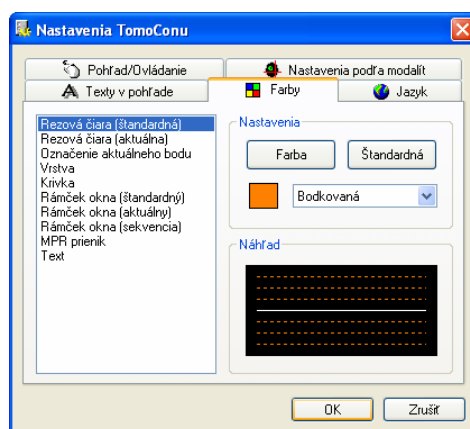 Nastavenia TomoConu
Pohľad/Ovládanie
Nastavenia podľa modalít
Texty v pohľade
Farby
Jazyk
Rezová čiara (štandardná)
Rezová čiara (aktuálna)
Označenie aktuálneho bodu
Vrstva
Krivka
Rámček okna (štandardný)
Rámček okna (aktuálny)
Rámček okna (sekvencia)
MPR prienik
Text
Nastavenia
Farba
Štandardná
Bodkovaná
Náhľad
OK
Zrušiť